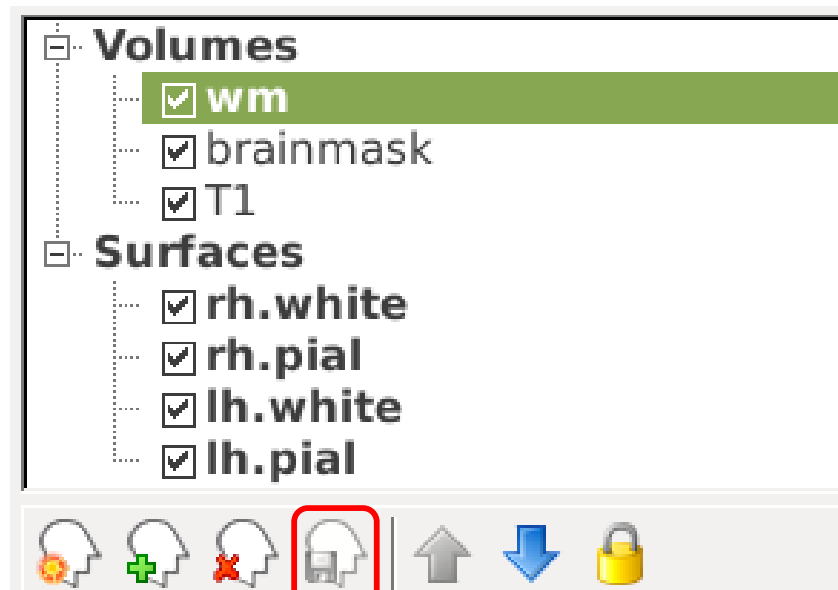 Volumes
wm
brainmask
T1
Surfaces
rh.white
rh.pial
lh.white
lh.pial